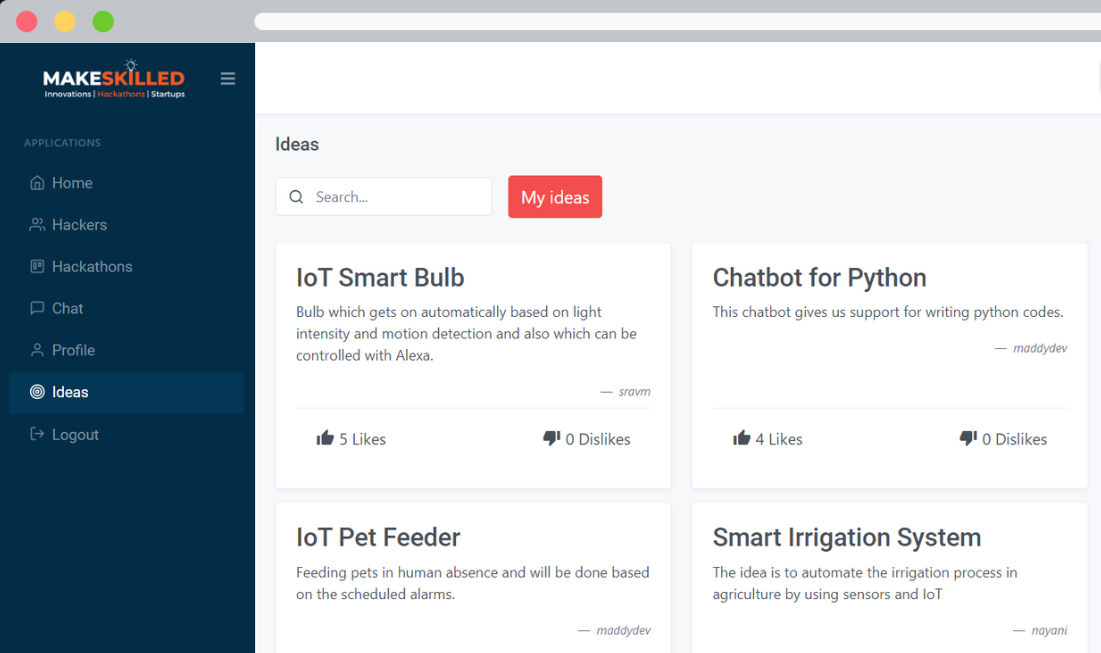 MAKESKILLED
Innovations | Hackathons | Startups
APPLICATIONS
Home
Hackers
Hackathons
Chat
Profile
Ideas
Logout
Ideas
Search...
My ideas
IoT Smart Bulb
Bulb which gets on automatically based on light
intensity and motion detection and also which can be
controlled with Alexa.
— sravm
5 Likes
0 Dislikes
Chatbot for Python
This chatbot gives us support for writing python codes.
— maddydev
4 Likes
0 Dislikes
IoT Pet Feeder
Feeding pets in human absence and will be done based
on the scheduled alarms.
— maddydev
Smart Irrigation System
The idea is to automate the irrigation process in
agriculture by using sensors and IoT
— nayani